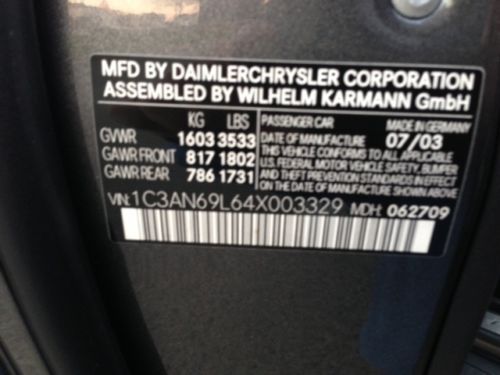 MFD BY DAIMLERCHRYSLER CORPORATION
ASSEMBLED BY WILHELM KARMANN GmbH
KG LBS PASSENGER CAR MADE IN GERMANY
GVWR 1603 3533 DATE OF MANUFACTURE 07/03
GAWR FRONT 817 1802 THIS VEHICLE CONFORMS TO ALL APPLICABLE
GAWR REAR 786 1731 U.S. FEDERAL MOTOR VEHICLE SAFETY, BUMPER
AND THEFT PREVENTION STANDARDS IN EFFECT
ON THE DATE OF MANUFACTURE SHOWN ABOVE
VIN: 1C3AN69L64X003329 MDH: 062709